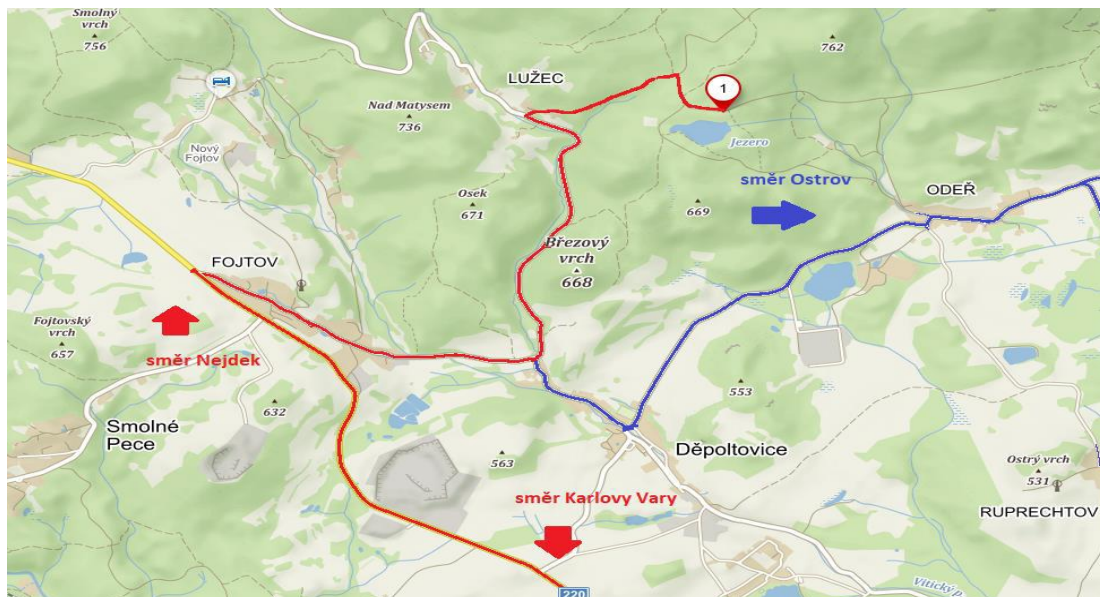 Smolný
vrch
756
762
LUŽEC
1
Nad Matysem
736
Jezero
Nový
Fojtov
směr Ostrov
ODEŘ
Osek
671
669
Březový
vrch
668
FOJTOV
Fojtovský
vrch
657
směr Nejdek
553
632
Smolné
Pece
Děpoltovice
563
Ostrý vrch
531
směr Karlovy Vary
RUPRECHTOV
Vitický p.
220